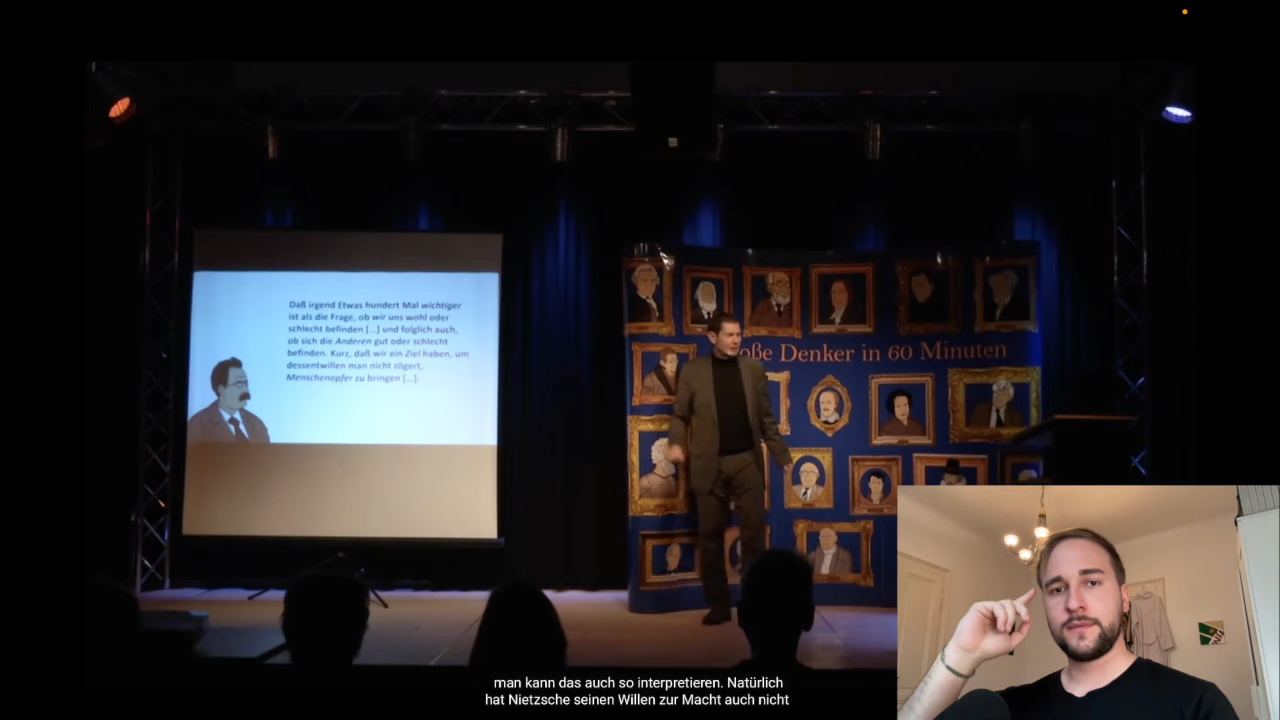 Daß irgend Etwas hundert Mal wichtiger
ist als die Frage, ob wir uns wohl oder
schlecht befinden [...] und folglich auch,
ob sich die Anderen gut oder schlecht
befinden. Kurz, daß wir ein Ziel haben, um
dessentwillen man nicht zögert,
Menschenopfer zu bringen [...].
oße Denker in 60 Minuten
man kann das auch so interpretieren. Natürlich
hat Nietzsche seinen Willen zur Macht auch nicht